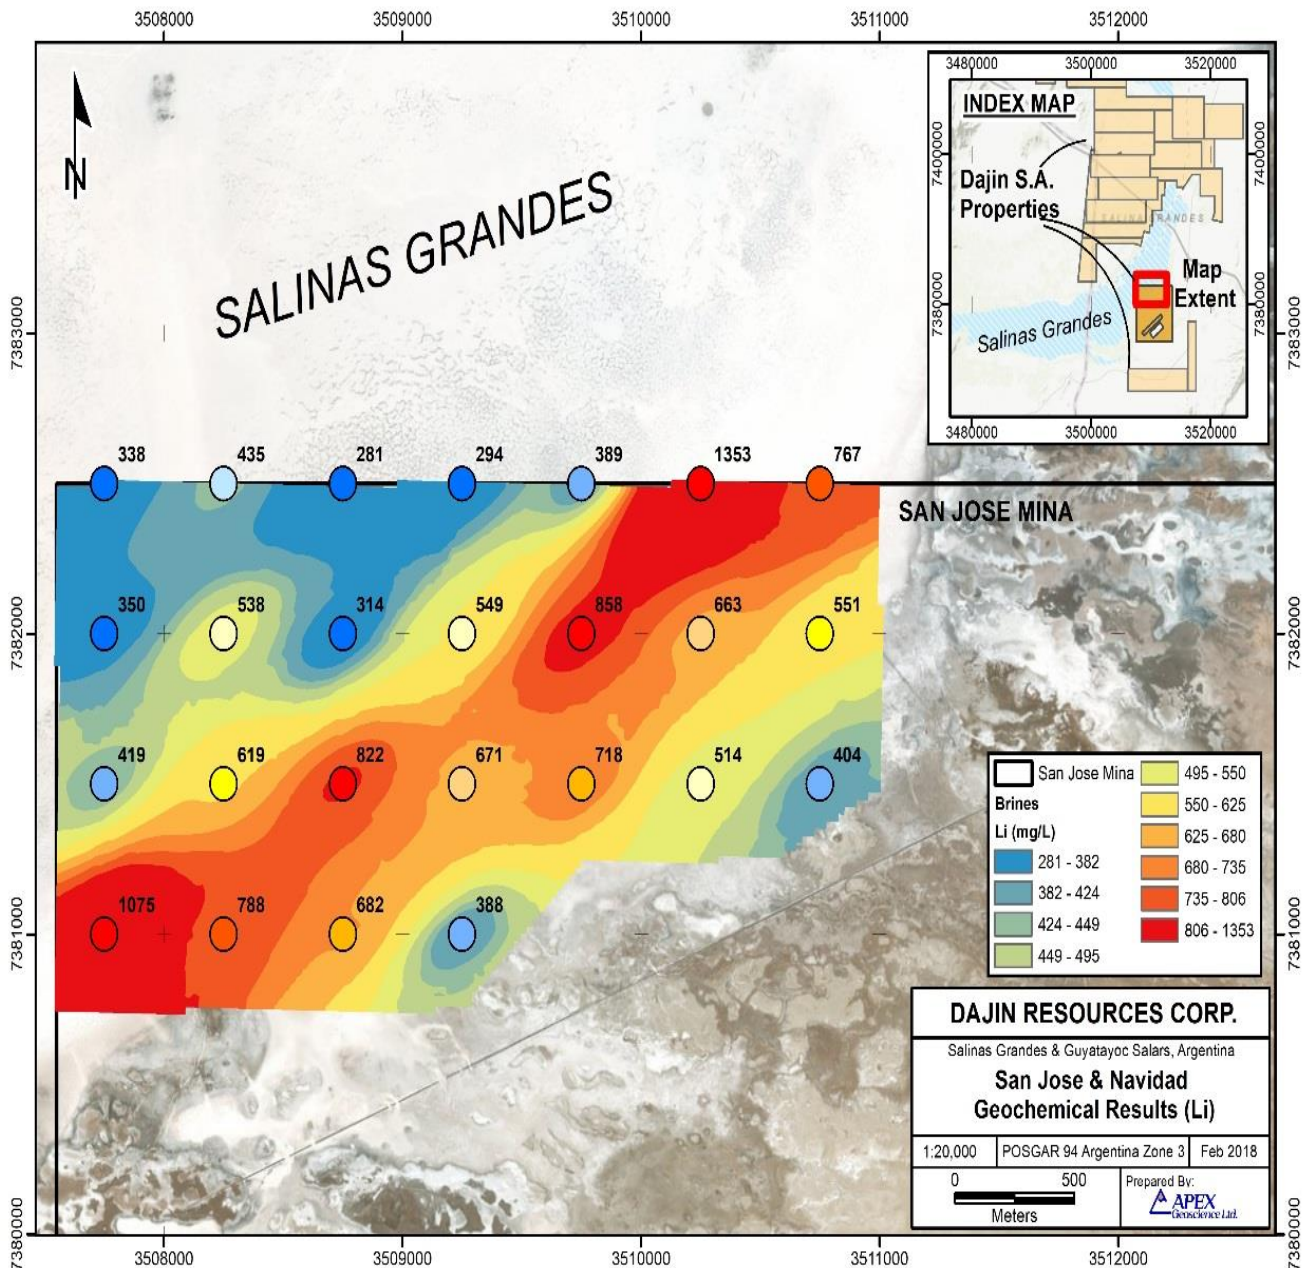 3508000 3509000 3510000 3511000 3512000
3480000 3500000 3520000
INDEX MAP
7400000
7400000
Dajin S.A.
Properties
SALINA GRANDES
Map
Extent
7380000
7380000
Salinas Grandes
3480000 3500000 3520000
N
SALINAS GRANDES
7383000
7383000
338 435 281 294 389 1353 767
SAN JOSE MINA
350 538 314 549 858 663 551
7382000
7382000
419 619 822 671 718 514 404
1075 788 682 388
7381000
7381000
San Jose Mina
Brines
Li (mg/L)
281 - 382
382 - 424
424 - 449
449 - 495
495 - 550
550 - 625
625 - 680
680 - 735
735 - 806
806 - 1353
DAJIN RESOURCES CORP.
Salinas Grandes & Guyatayoc Salars, Argentina
San Jose & Navidad
Geochemical Results (Li)
1:20,000 POSGAR 94 Argentina Zone 3 Feb 2018
0 500
Meters
Prepared By:
APEX
Geoscience Ltd.
7380000
7380000
3508000 3509000 3510000 3511000 3512000